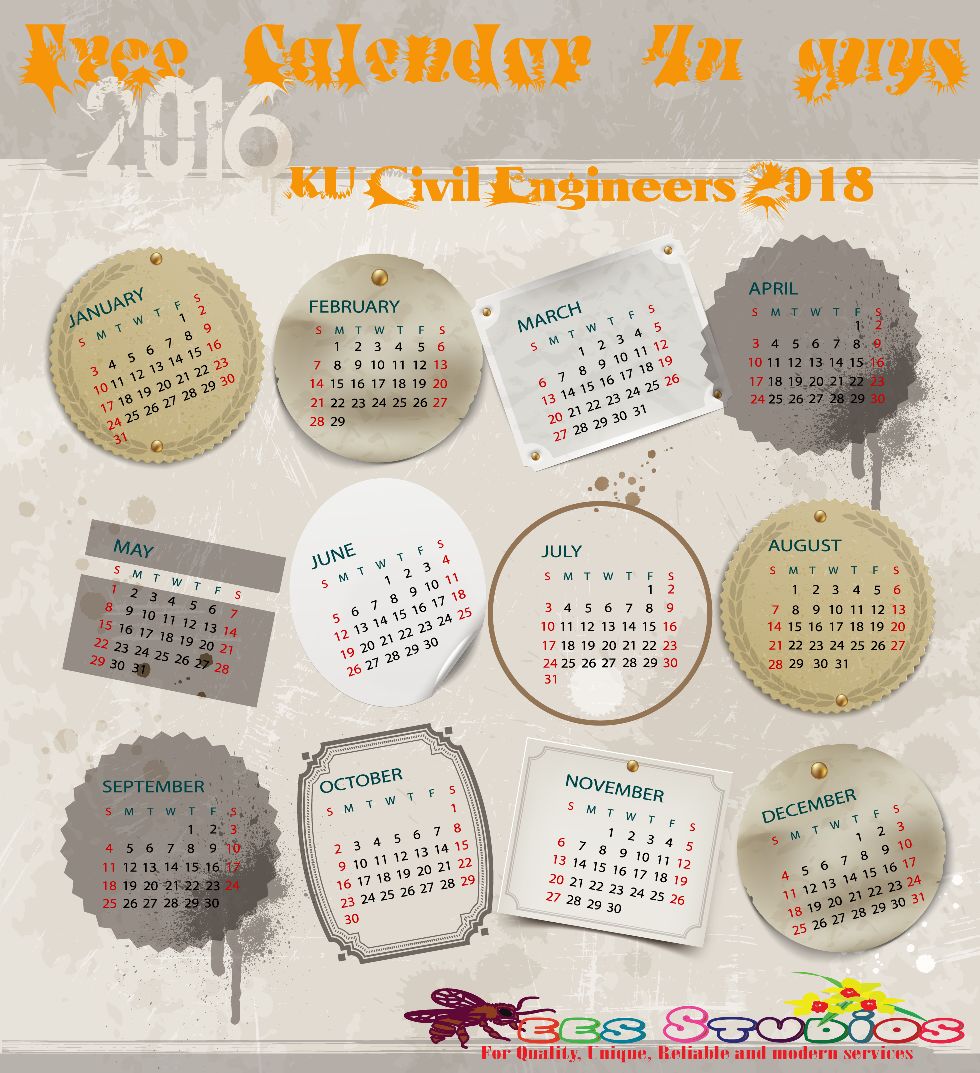 Free Calendar 4u guys
2016
KU Civil Engineers 2018
JANUARY
S M T W T F S
1 2
3 4 5 6 7 8 9
10 11 12 13 14 15 16
17 18 19 20 21 22 23
24 25 26 27 28 29 30
31
FEBRUARY
S M T W T F S
1 2 3 4 5 6
7 8 9 10 11 12 13
14 15 16 17 18 19 20
21 22 23 24 25 26 27
28 29
MARCH
S M T W T F S
1 2 3 4 5
6 7 8 9 10 11 12
13 14 15 16 17 18 19
20 21 22 23 24 25 26
27 28 29 30 31
APRIL
S M T W T F S
1 2
3 4 5 6 7 8 9
10 11 12 13 14 15 16
17 18 19 20 21 22 23
24 25 26 27 28 29 30
MAY
S M T W T F S
1 2 3 4 5 6 7
8 9 10 11 12 13 14
15 16 17 18 19 20 21
22 23 24 25 26 27 28
29 30 31
JUNE
S M T W T F S
1 2 3 4
5 6 7 8 9 10 11
12 13 14 15 16 17 18
19 20 21 22 23 24 25
26 27 28 29 30
JULY
S M T W T F S
1 2
3 4 5 6 7 8 9
10 11 12 13 14 15 16
17 18 19 20 21 22 23
24 25 26 27 28 29 30
31
AUGUST
S M T W T F S
1 2 3 4 5 6
7 8 9 10 11 12 13
14 15 16 17 18 19 20
21 22 23 24 25 26 27
28 29 30 31
SEPTEMBER
S M T W T F S
1 2 3
4 5 6 7 8 9 10
11 12 13 14 15 16 17
18 19 20 21 22 23 24
25 26 27 28 29 30
OCTOBER
S M T W T F S
1
2 3 4 5 6 7 8
9 10 11 12 13 14 15
16 17 18 19 20 21 22
23 24 25 26 27 28 29
30
NOVEMBER
S M T W T F S
1 2 3 4 5
6 7 8 9 10 11 12
13 14 15 16 17 18 19
20 21 22 23 24 25 26
27 28 29 30
DECEMBER
S M T W T F S
1 2 3
4 5 6 7 8 9 10
11 12 13 14 15 16 17
18 19 20 21 22 23 24
25 26 27 28 29 30 31
EES STUDIOS
For Quality, Unique, Reliable and modern services